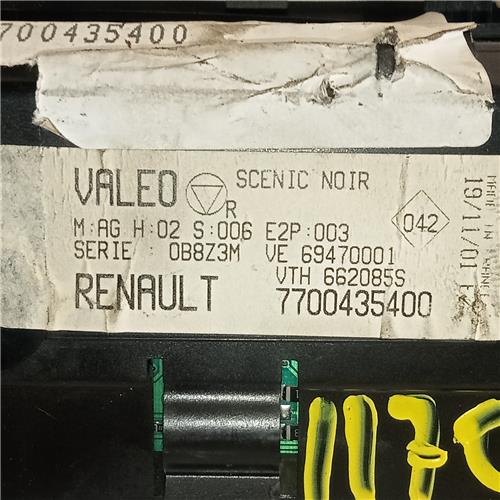 7700435400
VALEO R SCENIC NOIR
M:AG H:02 S:006 E2P:003
042
SERIE : 0B8Z3M VE 69470001
VTH 662085S
RENAULT 7700435400
MADE IN FRANCE
19/11/01
1170